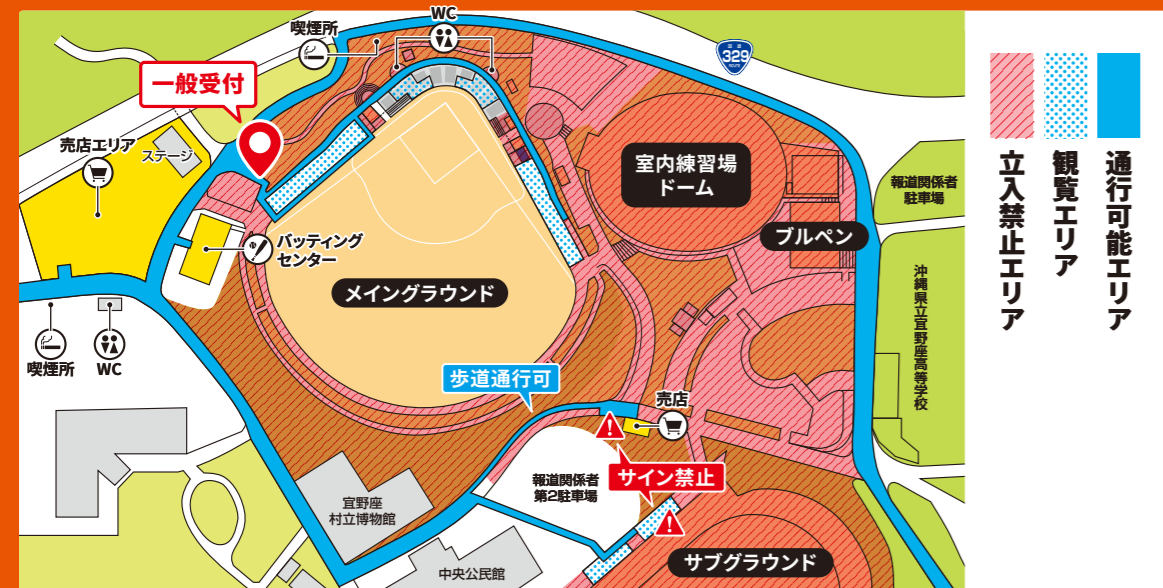 喫煙所
WC
国道
329
ROUTE
一般受付
売店エリア
ステージ
バッティング
センター
室内練習場
ドーム
ブルペン
報道関係者
駐車場
メイングラウンド
沖縄県立宜野座高等学校
喫煙所
WC
歩道通行可
売店
サイン禁止
報道関係者
第2駐車場
宜野座
村立博物館
中央公民館
サブグラウンド
通行可能エリア
観覧エリア
立入禁止エリア